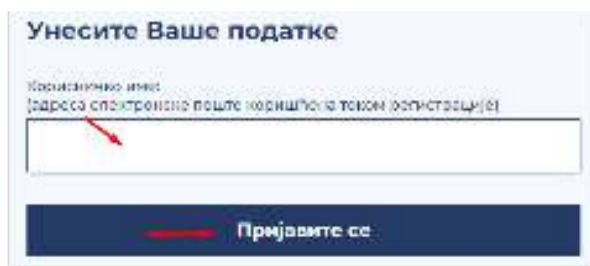 Унесите Ваше податке
Корисничко име:
(адреса електронске поште коришћена током регистрације)
Пријавите се